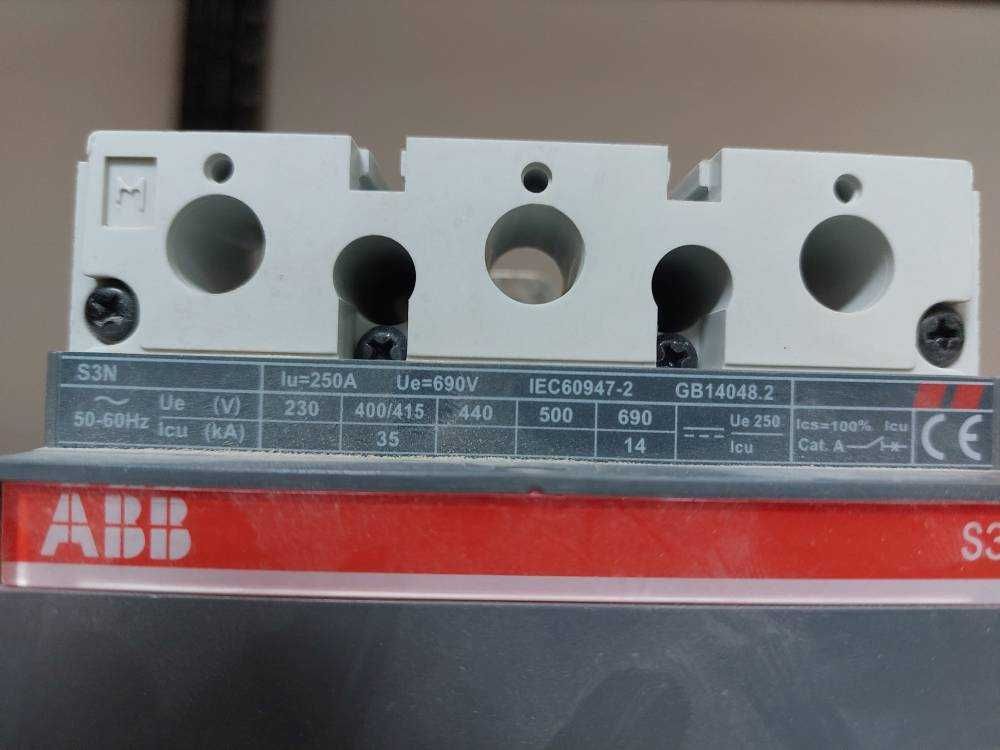 M
S3N Iu=250A Ue=690V IEC60947-2 GB14048.2
50-60Hz Ue (V) 230 400/415 440 500 690 Ue 250 Ics=100% Icu
Icu (kA) 35 14 Icu Cat. A CE
ABB S3